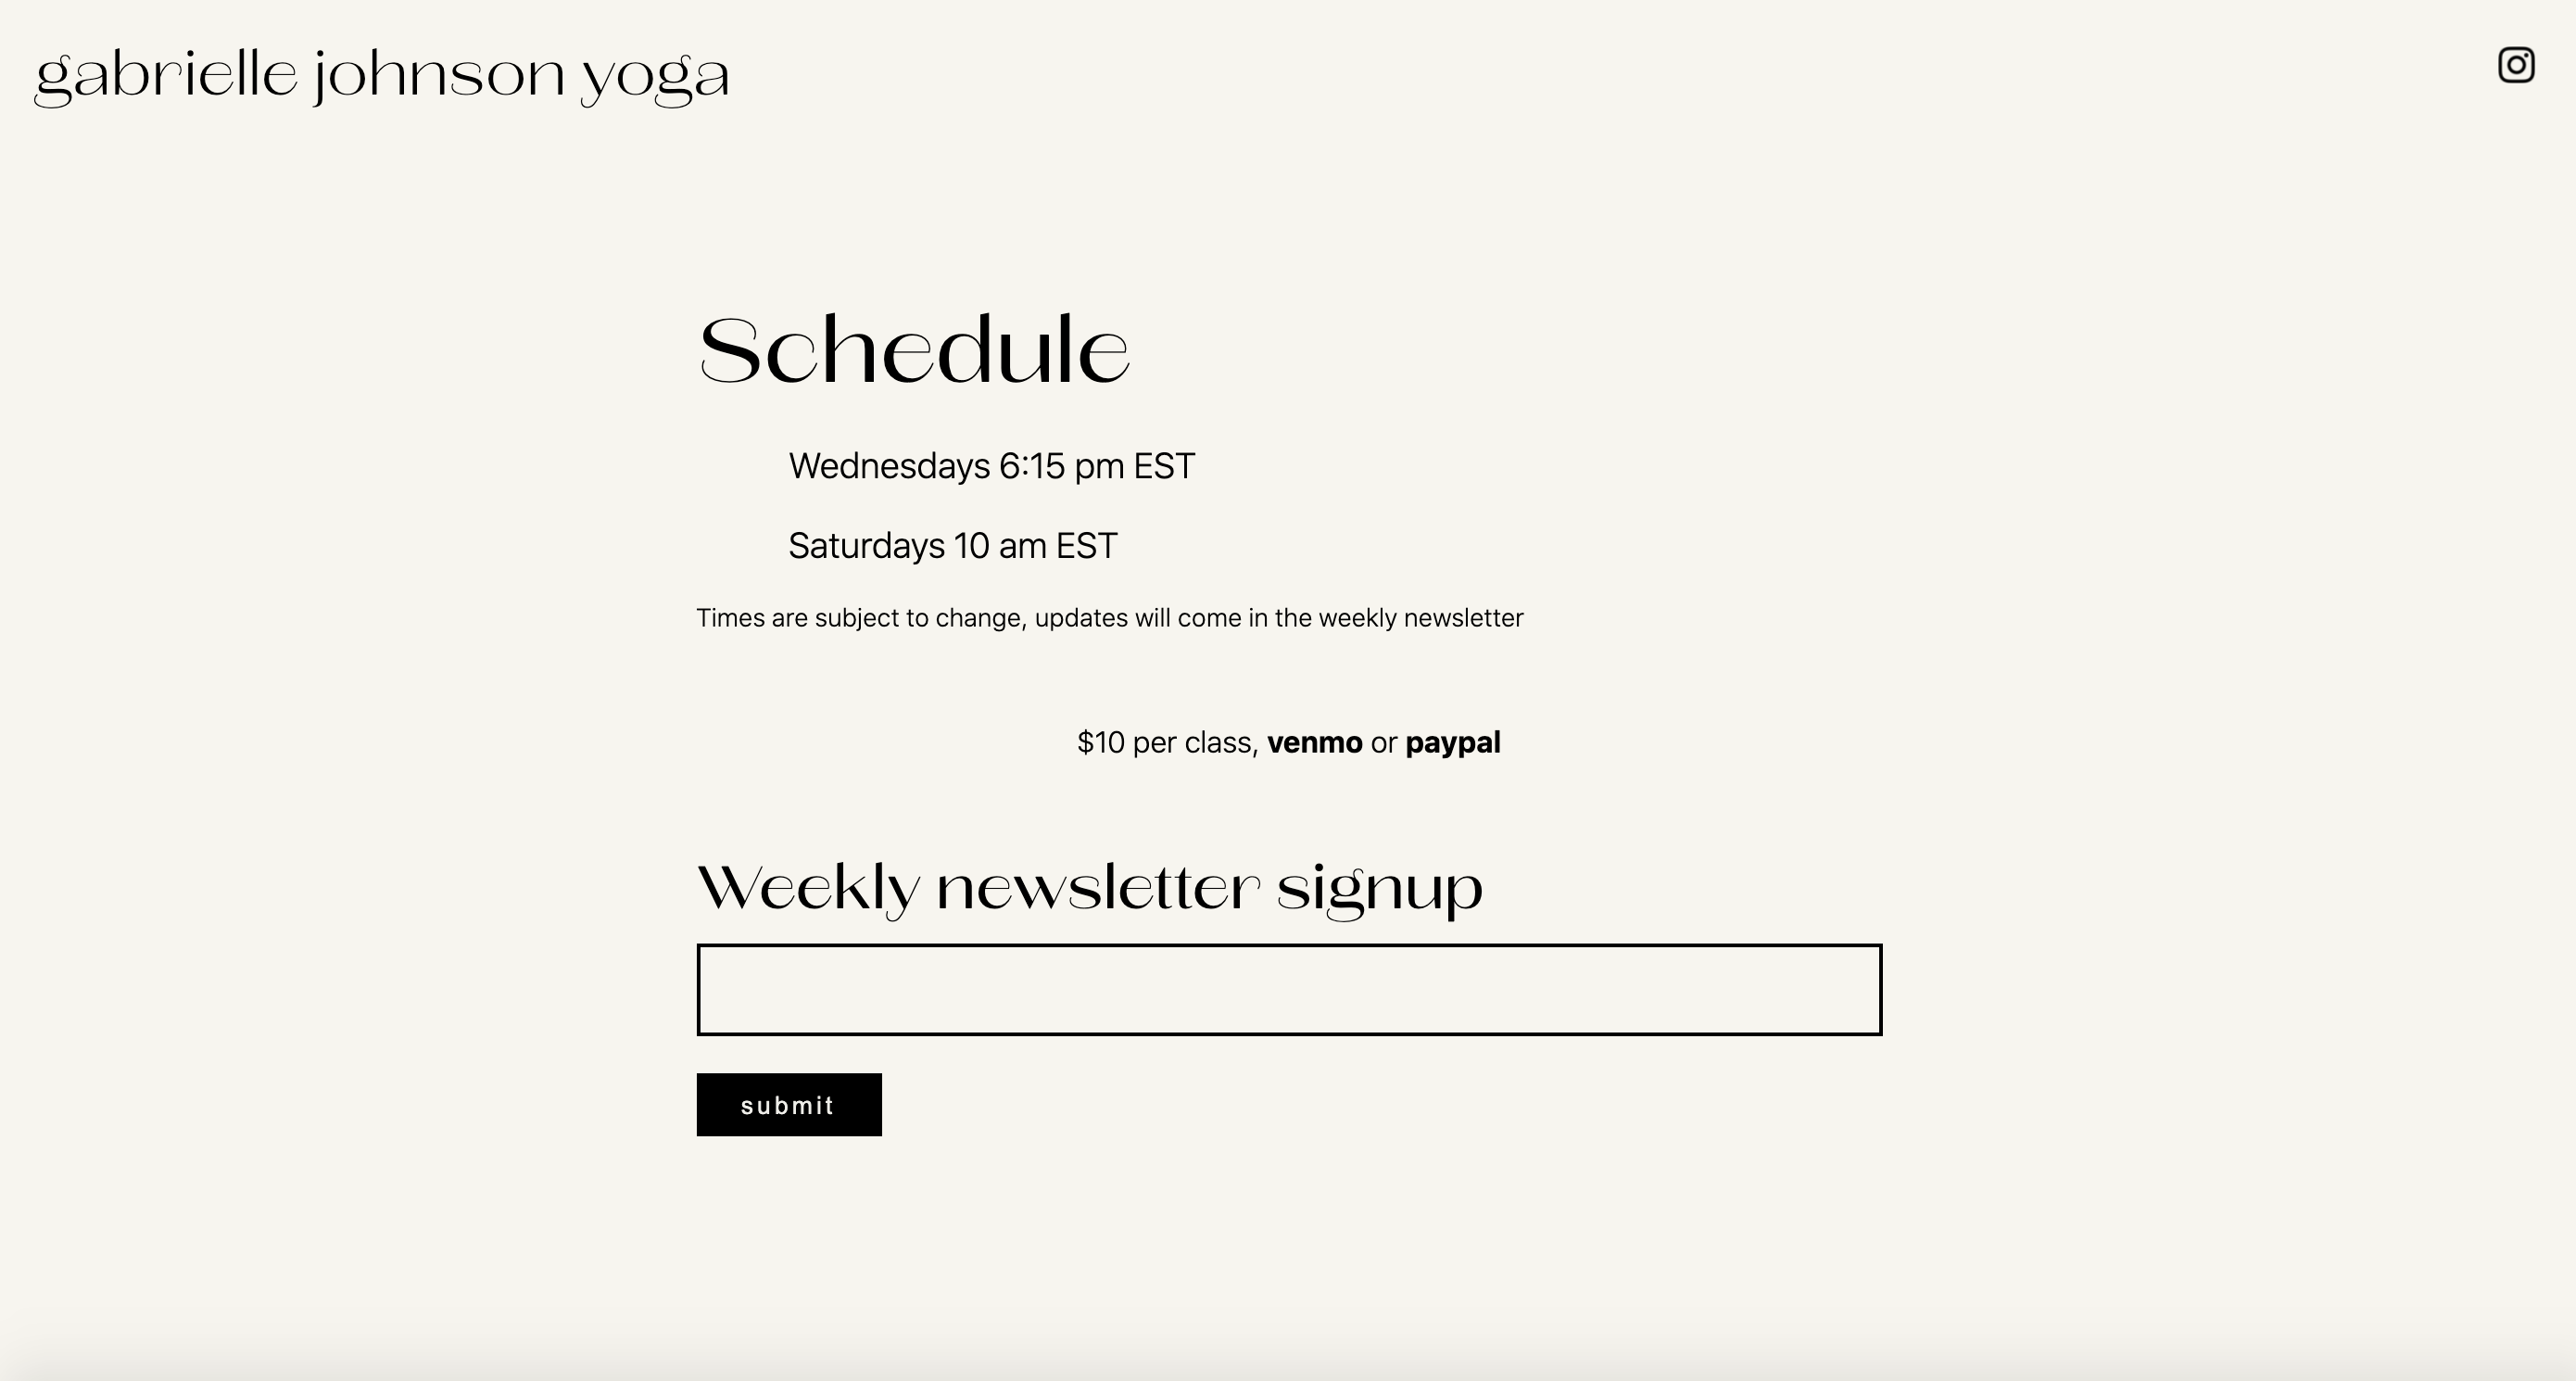 gabrielle johnson yoga
Schedule
Wednesdays 6:15 pm EST
Saturdays 10 am EST
Times are subject to change, updates will come in the weekly newsletter
$10 per class, venmo or paypal
Weekly newsletter signup
submit